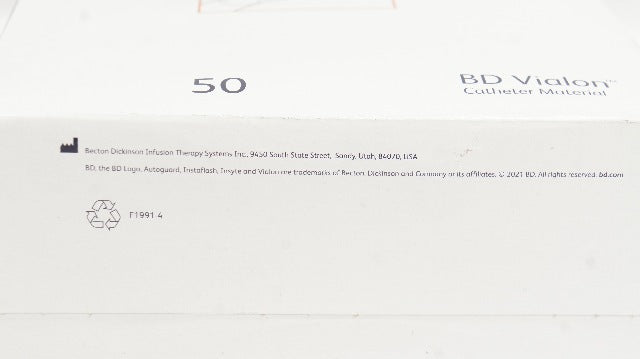 50
BD Vialon™
Catheter Material
Becton Dickinson Infusion Therapy Systems Inc., 9450 South State Street, Sandy, Utah, 84070, USA
BD, the BD Logo, Autoguard, Instaflash, Insyte and Vialon are trademarks of Becton, Dickinson and Company or its affiliates. © 2021 BD. All rights reserved. bd.com
F1991 4